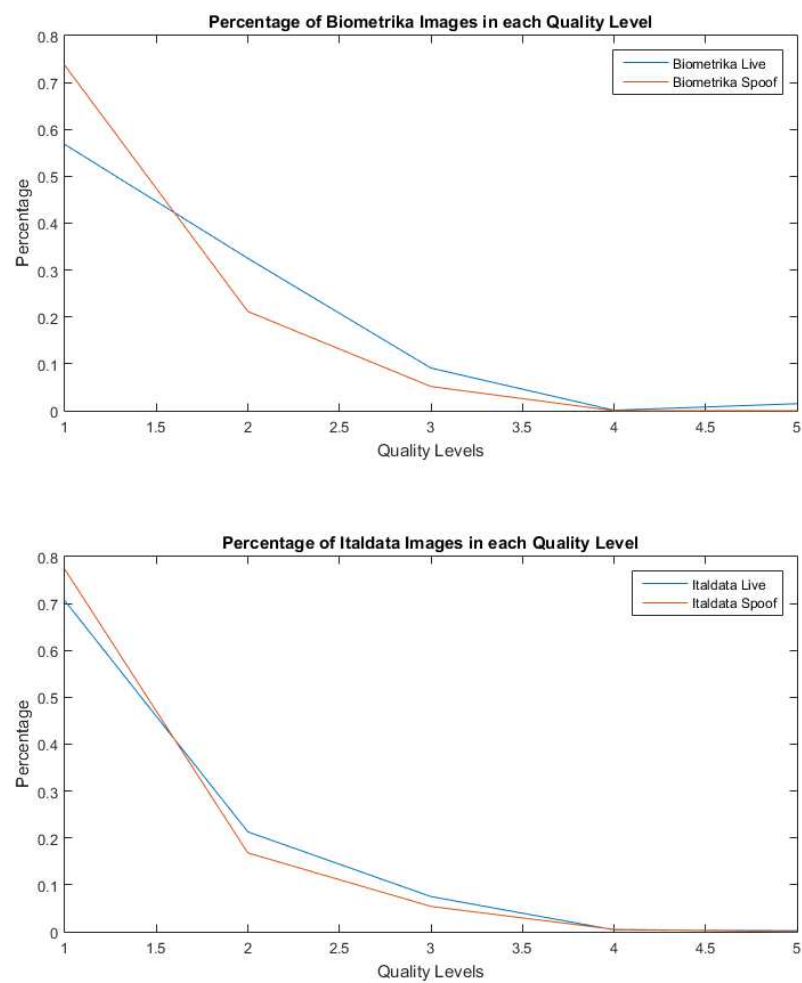 Percentage of Biometrika Images in each Quality Level
0.8
0.7
0.6
0.5
0.4
0.3
0.2
0.1
0
Percentage
Biometrika Live
Biometrika Spoof
1 1.5 2 2.5 3 3.5 4 4.5 5
Quality Levels
Percentage of Italdata Images in each Quality Level
0.8
0.7
0.6
0.5
0.4
0.3
0.2
0.1
0
Percentage
Italdata Live
Italdata Spoof
1 1.5 2 2.5 3 3.5 4 4.5 5
Quality Levels